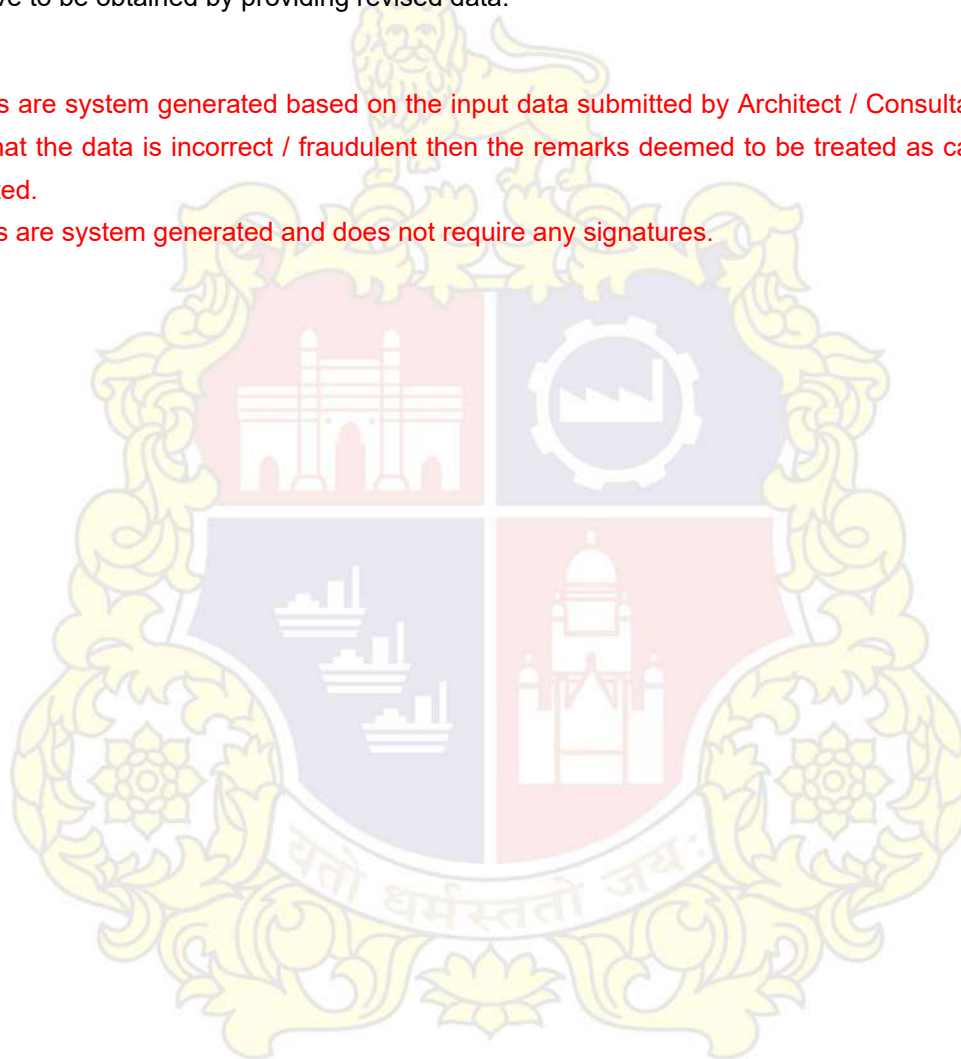 ve to be obtained by providing revised data.
s are system generated based on the input data submitted by Architect / Consulta
hat the data is incorrect / fraudulent then the remarks deemed to be treated as ca
ted.
s are system generated and does not require any signatures.
यतो धर्मस्ततो जय: